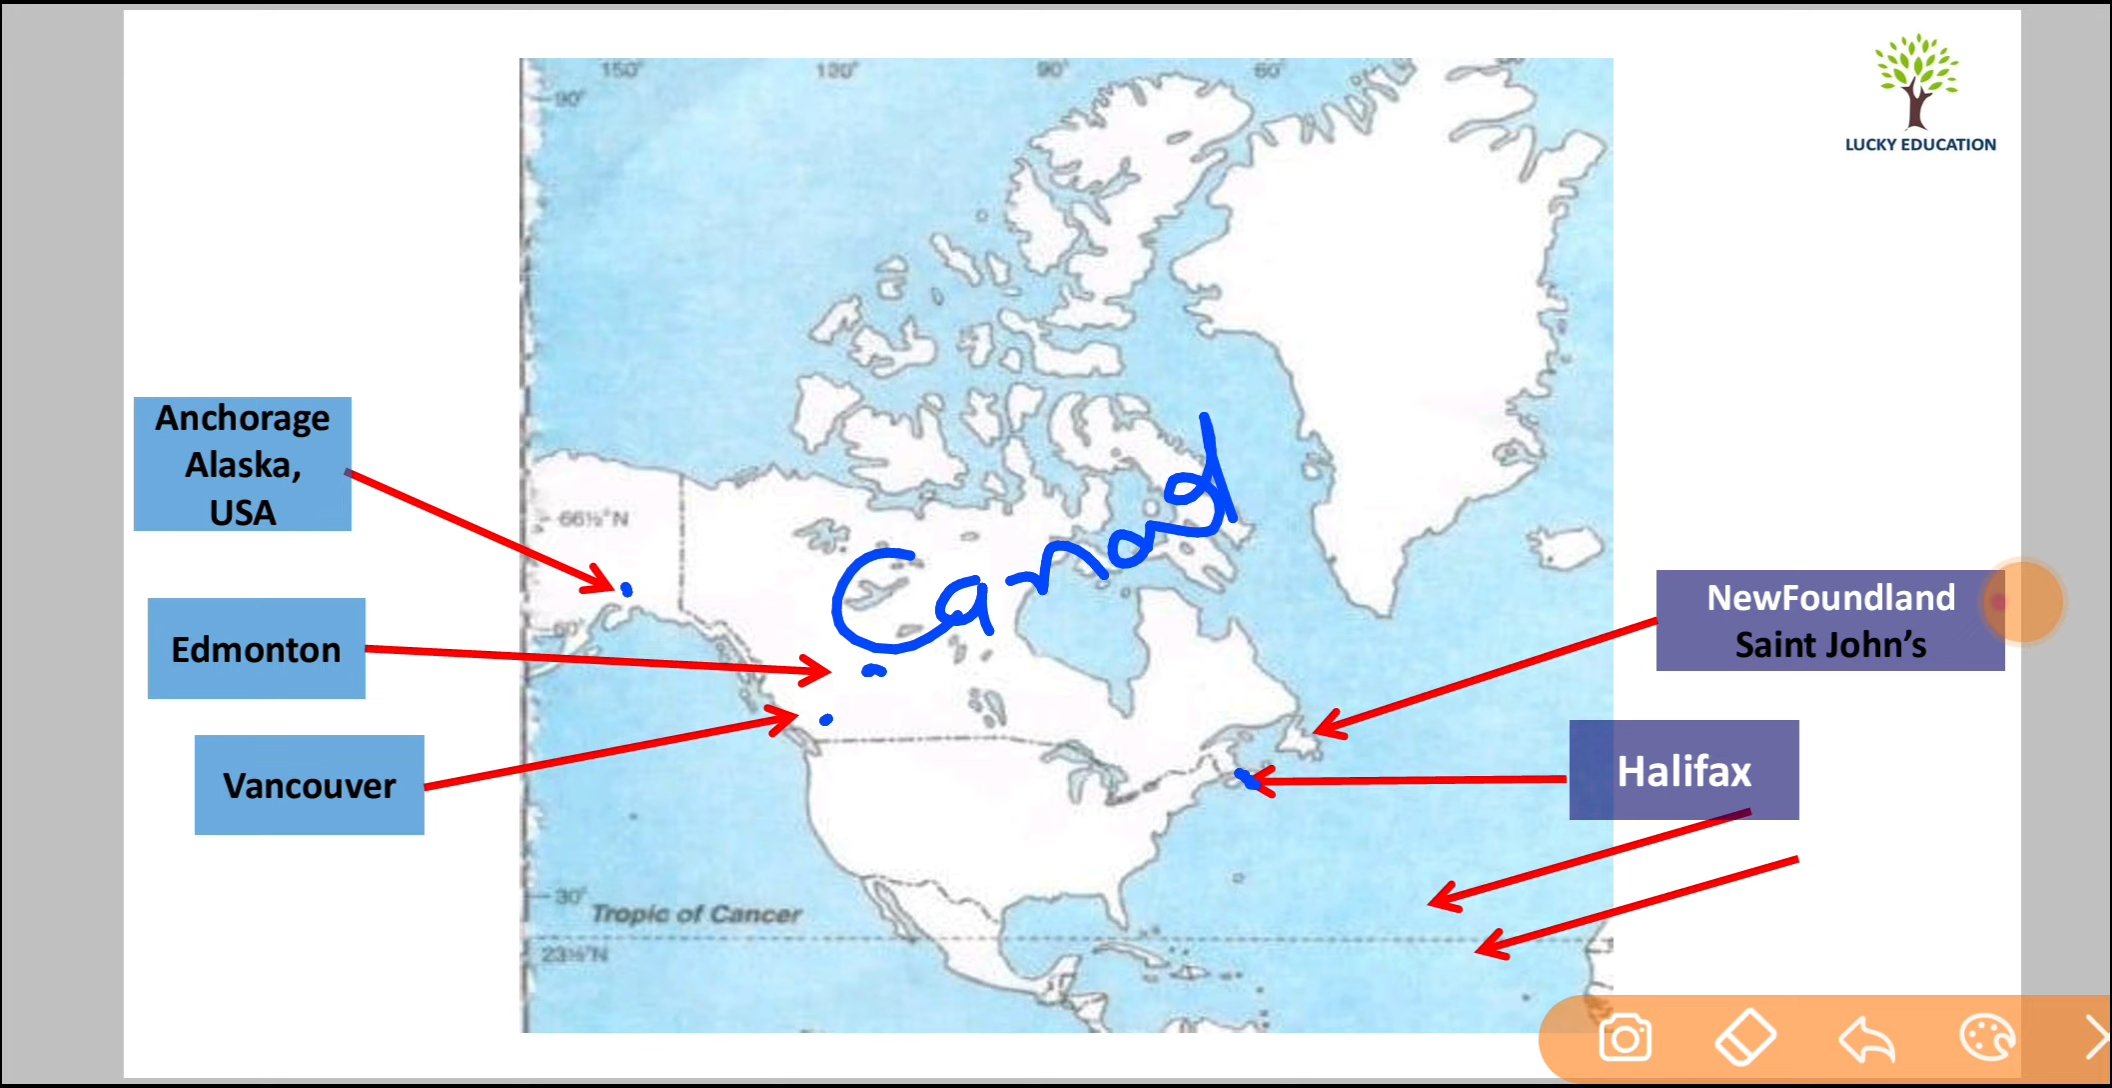 150°
120°
90°
60°
90°
LUCKY EDUCATION
Anchorage
Alaska,
USA
66½°N
Canad
60°
Edmonton
NewFoundland
Saint John's
Vancouver
Halifax
30°
Tropic of Cancer
23½°N